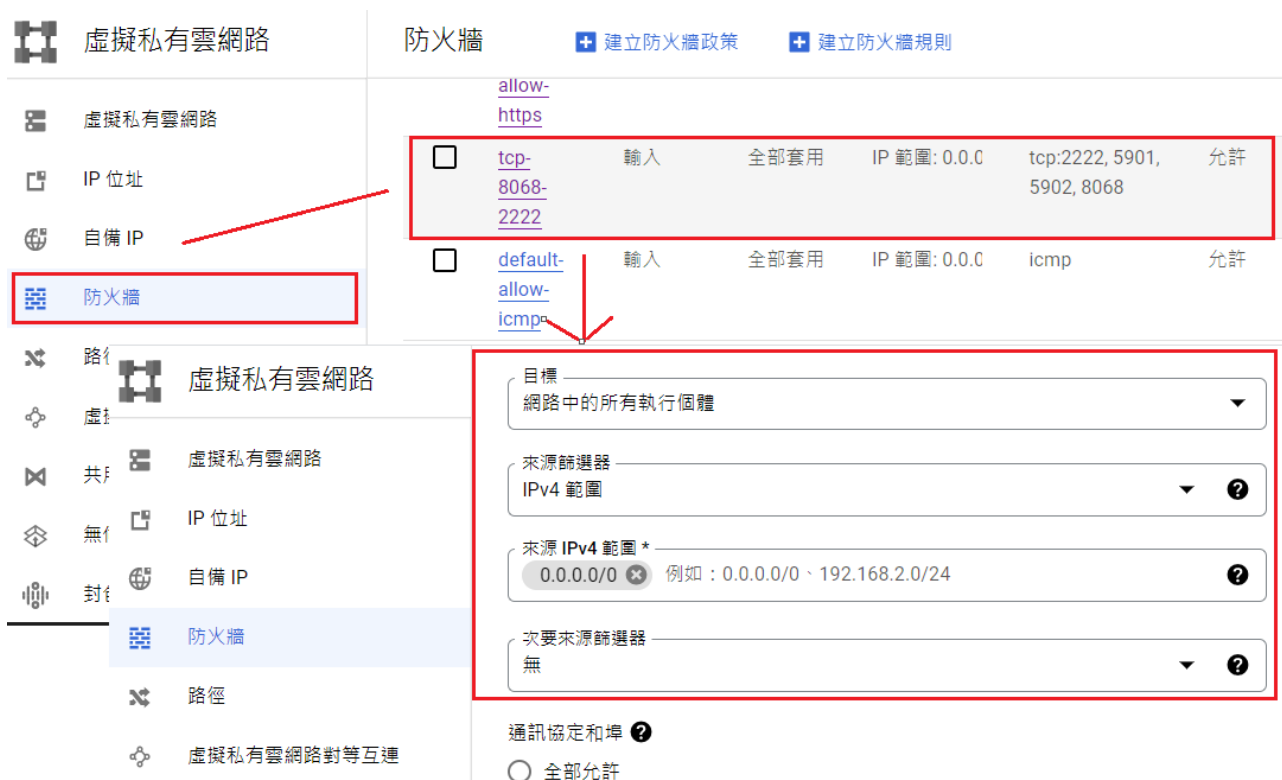 虛擬私有雲網路
防火牆
建立防火牆政策
建立防火牆規則
虛擬私有雲網路
IP 位址
自備 IP
防火牆
allow-
https
tcp-
8068-
2222
輸入
全部套用
IP 範圍: 0.0.0
tcp:2222, 5901,
5902, 8068
允許
default-
allow-
icmp
輸入
全部套用
IP 範圍: 0.0.0
icmp
允許
虛擬私有雲網路
虛擬私有雲網路
IP 位址
自備 IP
防火牆
路徑
虛擬私有雲網路對等互連
目標
網路中的所有執行個體
來源篩選器
IPv4 範圍
來源 IPv4 範圍 *
0.0.0.0/0 例如：0.0.0.0/0、192.168.2.0/24
次要來源篩選器
無
通訊協定和埠
全部允許